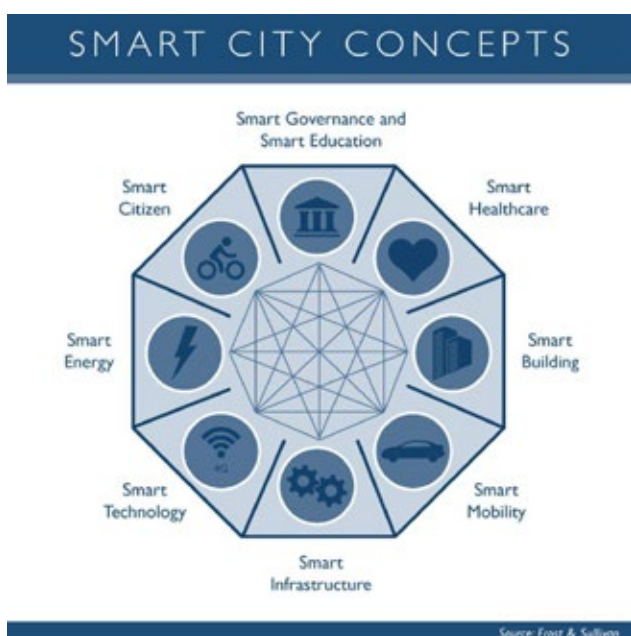 SMART CITY CONCEPTS
Smart Governance and
Smart Education
Smart
Citizen
Smart
Healthcare
Smart
Energy
Smart
Building
4G
Smart
Technology
Smart
Mobility
Smart
Infrastructure
Source: Frost & Sullivan